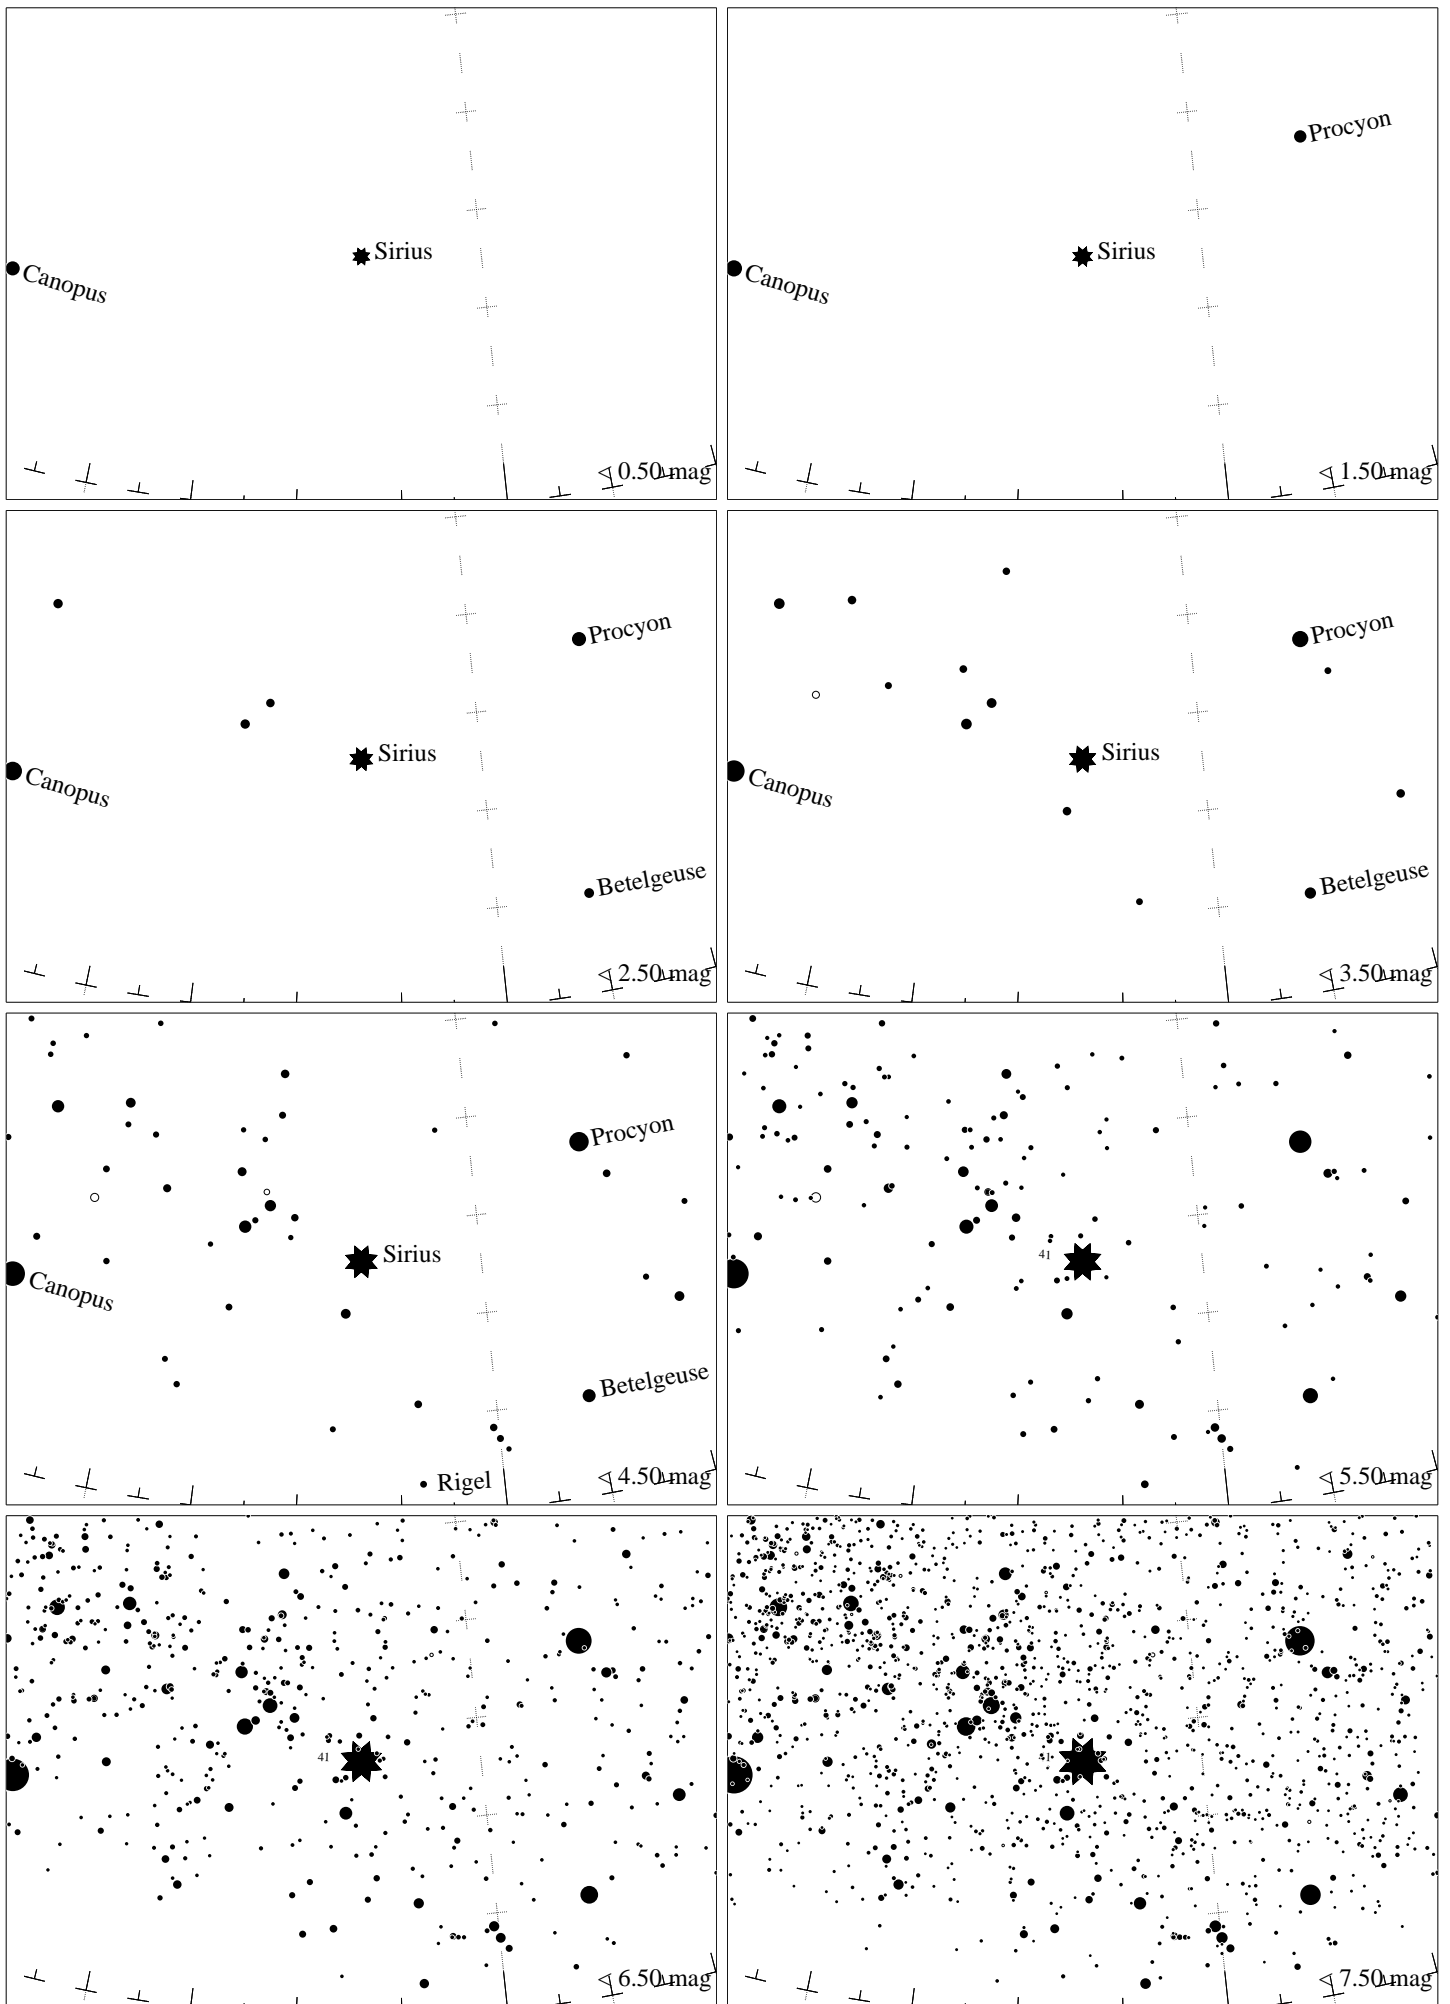 Sirius
Canopus
◁ 0.50 mag
Procyon
Sirius
Canopus
◁ 1.50 mag
Procyon
Sirius
Canopus
Betelgeuse
◁ 2.50 mag
Procyon
Sirius
Canopus
Betelgeuse
◁ 3.50 mag
Procyon
Sirius
Canopus
Betelgeuse
Rigel
◁ 4.50 mag
41
◁ 5.50 mag
41
◁ 6.50 mag
41
◁ 7.50 mag